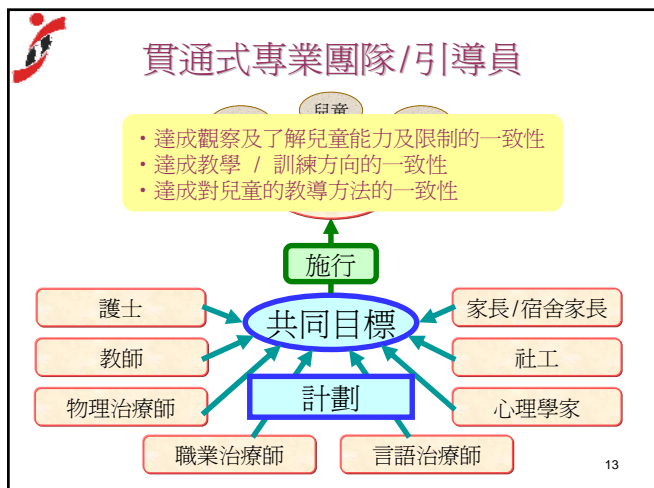 貫通式專業團隊/引導員
兒童
・達成觀察及了解兒童能力及限制的一致性
・達成教學 / 訓練方向的一致性
・達成對兒童的教導方法的一致性
施行
護士
家長/宿舍家長
共同目標
教師
社工
物理治療師
計劃
心理學家
職業治療師
言語治療師
13